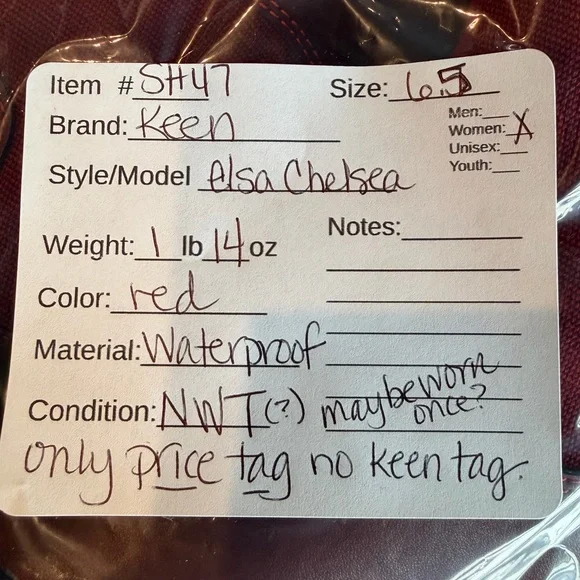 Item # SH47
Size: 6.5
Men:
Women: X
Unisex:
Youth:
Brand: Keen
Style/Model elsa Chelsea
Weight: 1 lb 14 oz
Notes:
Color: red
Material: Waterproof
Condition: NWT(?) maybe worn
once?
only price tag no keen tag.